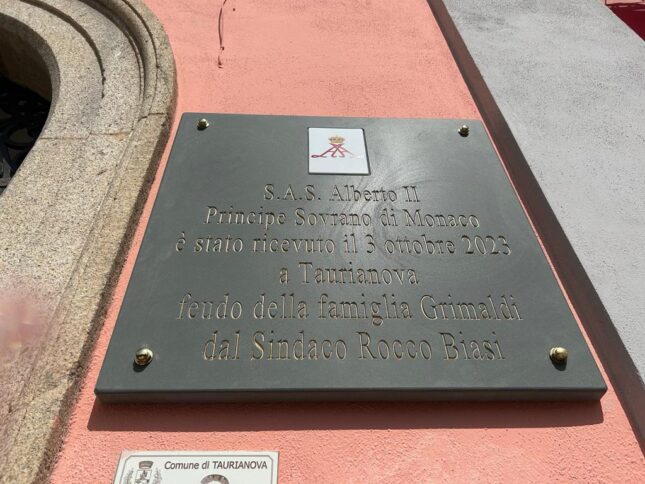 S.A.S. Alberto II
Principe Sovrano di Monaco
è stato ricevuto il 3 ottobre 2023
a Taurianova
feudo della famiglia Grimaldi
dal Sindaco Rocco Biasi
Comune di TAURIANOVA